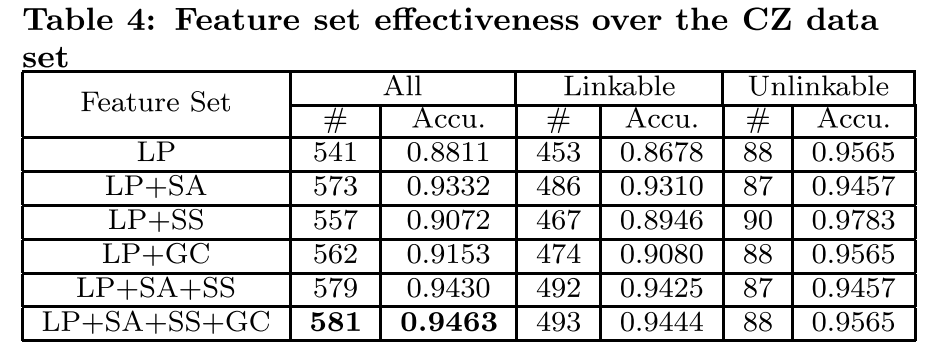 Table 4: Feature set effectiveness over the CZ data
set
Feature Set All Linkable Unlinkable
# Accu. # Accu. # Accu.
LP 541 0.8811 453 0.8678 88 0.9565
LP+SA 573 0.9332 486 0.9310 87 0.9457
LP+SS 557 0.9072 467 0.8946 90 0.9783
LP+GC 562 0.9153 474 0.9080 88 0.9565
LP+SA+SS 579 0.9430 492 0.9425 87 0.9457
LP+SA+SS+GC 581 0.9463 493 0.9444 88 0.9565